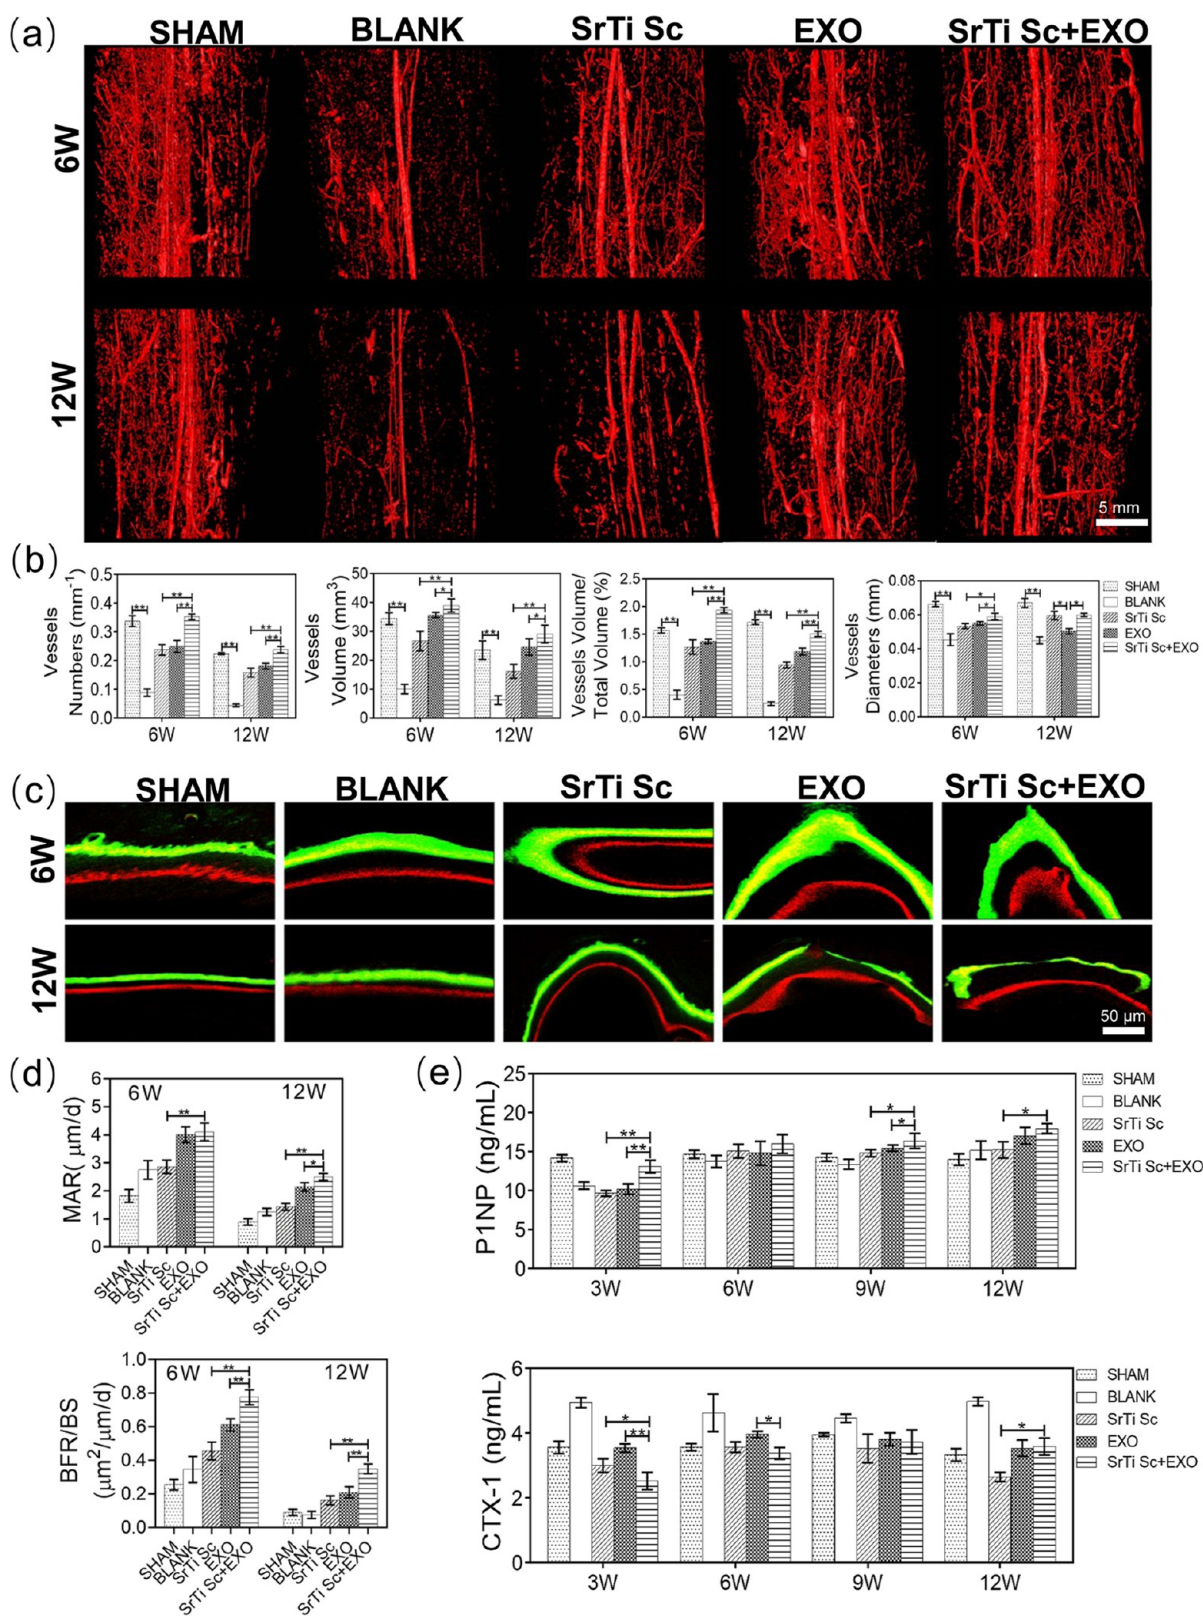 (a)
SHAM BLANK SrTi Sc EXO SrTi Sc+EXO
6W
12W
5 mm
(b)
Vessels
Numbers (mm-1)
0.5
0.4
0.3
0.2
0.1
0.0
** ** **
** ** **
6W 12W
Vessels
Volume (mm3)
50
40
30
20
10
0
** ** *
** ** *
6W 12W
Vessels Volume/
Total Volume (%)
2.5
2.0
1.5
1.0
0.5
0.0
** ** **
** ** **
6W 12W
Vessels
Diameters (mm)
0.08
0.06
0.04
0.02
0.00
** * *
** * *
6W 12W
SHAM
BLANK
SrTi Sc
EXO
SrTi Sc+EXO
(c)
SHAM BLANK SrTi Sc EXO SrTi Sc+EXO
6W
12W
50 μm
(d)
MAR( μm/d)
6
5
4
3
2
1
0
6W 12W
**
** *
SHAM
BLANK
SrTi Sc
EXO
SrTi Sc+EXO
SHAM
BLANK
SrTi Sc
EXO
SrTi Sc+EXO
BFR/BS
(μm2/μm/d)
1.0
0.8
0.6
0.4
0.2
0.0
6W 12W
** **
** **
SHAM
BLANK
SrTi Sc
EXO
SrTi Sc+EXO
SHAM
BLANK
SrTi Sc
EXO
SrTi Sc+EXO
(e)
P1NP (ng/mL)
25
20
15
10
5
0
** **
* *
*
3W 6W 9W 12W
SHAM
BLANK
SrTi Sc
EXO
SrTi Sc+EXO
CTX-1 (ng/mL)
6
4
2
0
* **
*
*
3W 6W 9W 12W
SHAM
BLANK
SrTi Sc
EXO
SrTi Sc+EXO